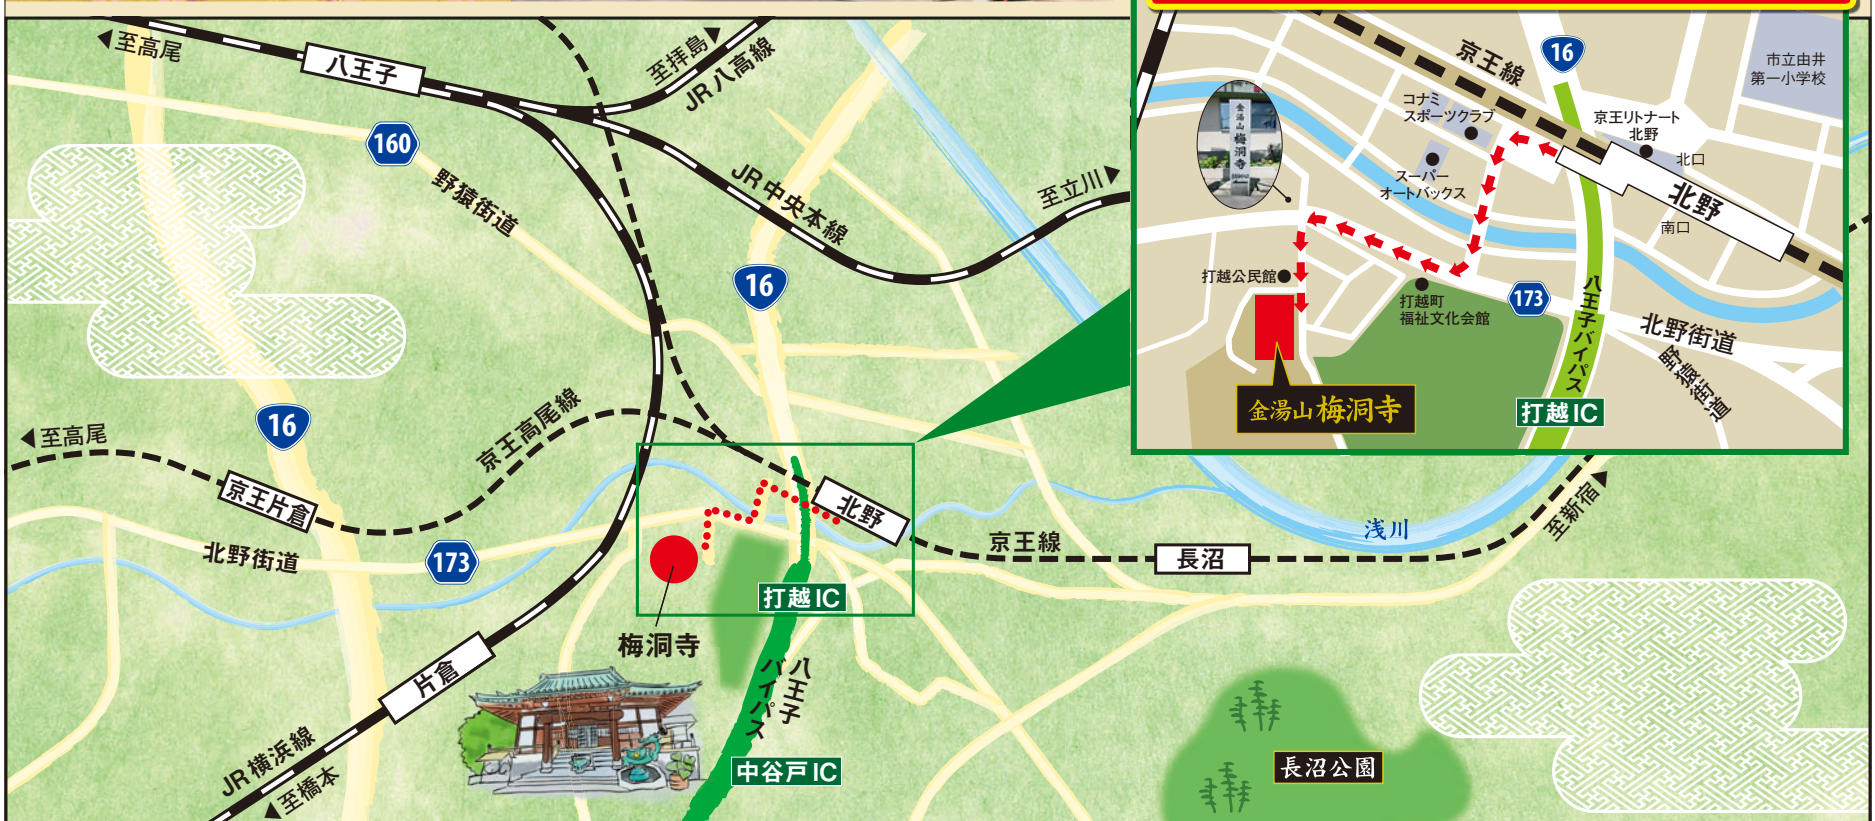 至高尾
八王子
至拝島
JR八高線
160
野猿街道
JR中央本線
至立川
16
16
至高尾
京王高尾線
京王片倉
北野街道
173
北野
京王線
長沼
浅川
至新宿
打越IC
梅洞寺
片倉
八王子
バイパス
中谷戸IC
JR横浜線
至橋本
長沼公園
京王線
16
市立由井
第一小学校
コナミ
スポーツクラブ
京王リトナート
北野
北口
スーパー
オートバックス
北野
南口
金湯山 梅洞寺
打越公民館
打越町
福祉文化会館
173
八王子バイパス
北野街道
野猿街道
打越IC
金湯山梅洞寺